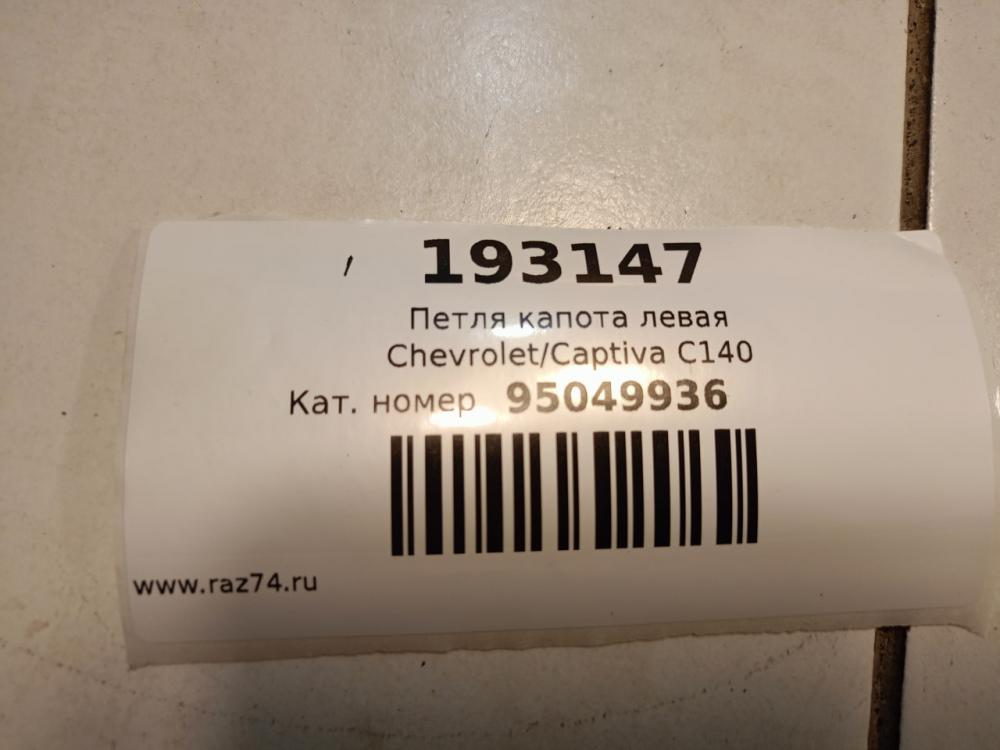 193147
Петля капота левая
Chevrolet/Captiva C140
Кат. номер 95049936
www.raz74.ru